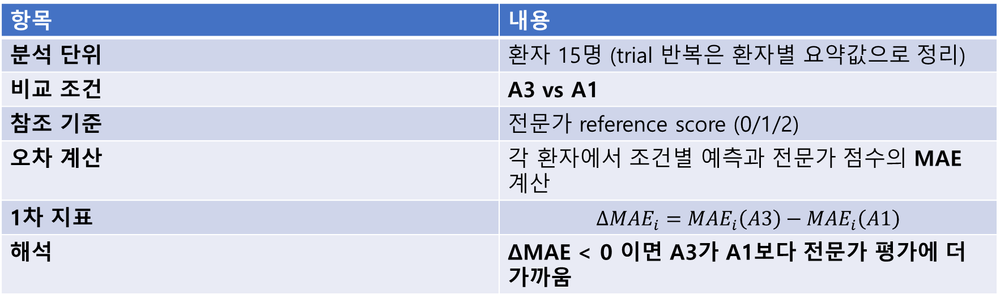 항목
내용
분석 단위
환자 15명 (trial 반복은 환자별 요약값으로 정리)
비교 조건
A3 vs A1
참조 기준
전문가 reference score (0/1/2)
오차 계산
각 환자에서 조건별 예측과 전문가 점수의 MAE
계산
1차 지표
ΔMAEᵢ = MAEᵢ(A3) − MAEᵢ(A1)
해석
ΔMAE < 0 이면 A3가 A1보다 전문가 평가에 더
가까움